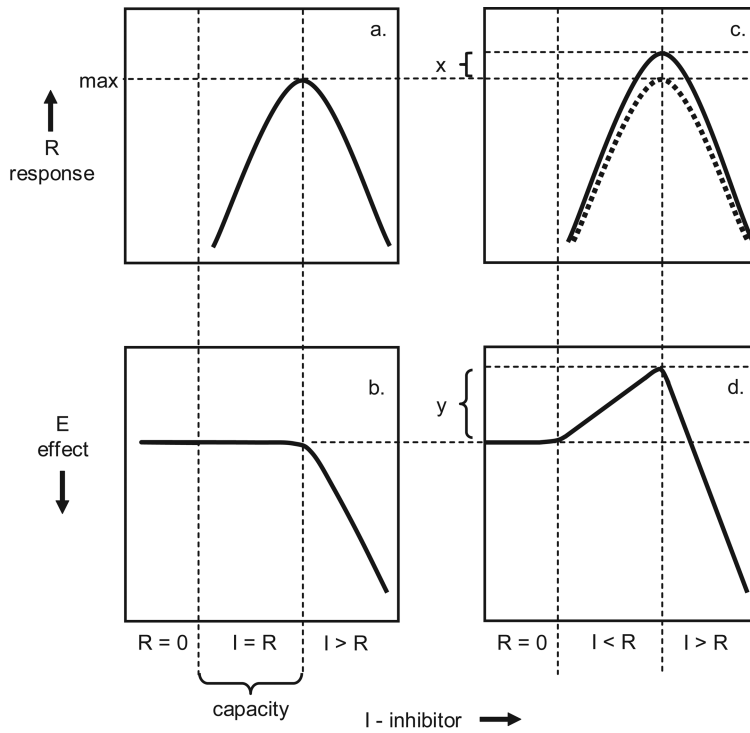 a.
c.
x
max
R
response
b.
d.
y
E
effect
R = 0
I = R
I > R
R = 0
I < R
I > R
capacity
I - inhibitor